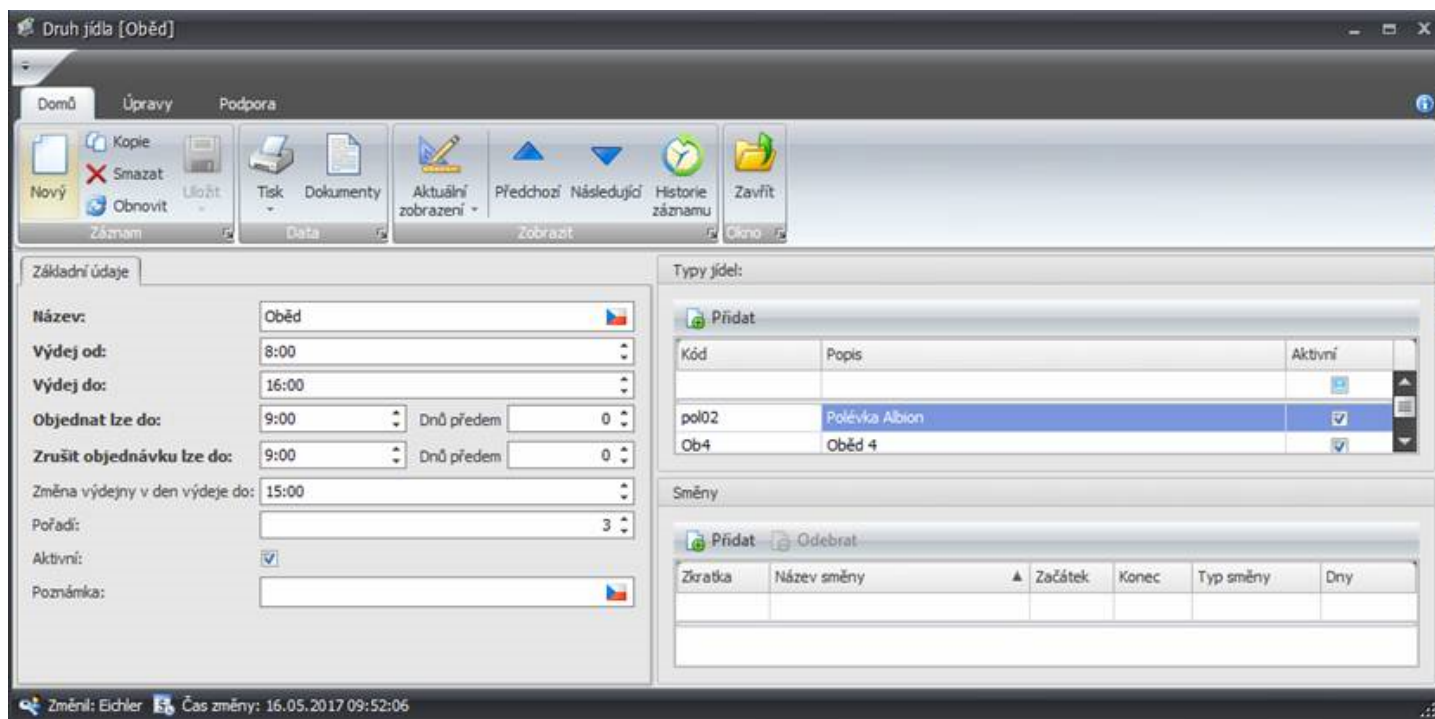 Druh jídla [Oběd]
Domů Úpravy Podpora
Nový
Kopie
Smazat
Obnovit
Uložit
Záznam
Tisk
Dokumenty
Data
Aktuální
zobrazení
Předchozí
Následující
Historie
záznamu
Zobrazit
Zavřít
Okno
Základní údaje
Název: Oběd
Výdej od: 8:00
Výdej do: 16:00
Objednat lze do: 9:00 Dnů předem 0
Zrušit objednávku lze do: 9:00 Dnů předem 0
Změna výdejny v den výdeje do: 15:00
Pořadí: 3
Aktivní:
Poznámka:
Typy jídel:
Přidat
Kód Popis Aktivní
pol02 Polévka Albion
Ob4 Oběd 4
Směny
Přidat Odebrat
Zkratka Název směny Začátek Konec Typ směny Dny
Změnil: Eichler Čas změny: 16.05.2017 09:52:06